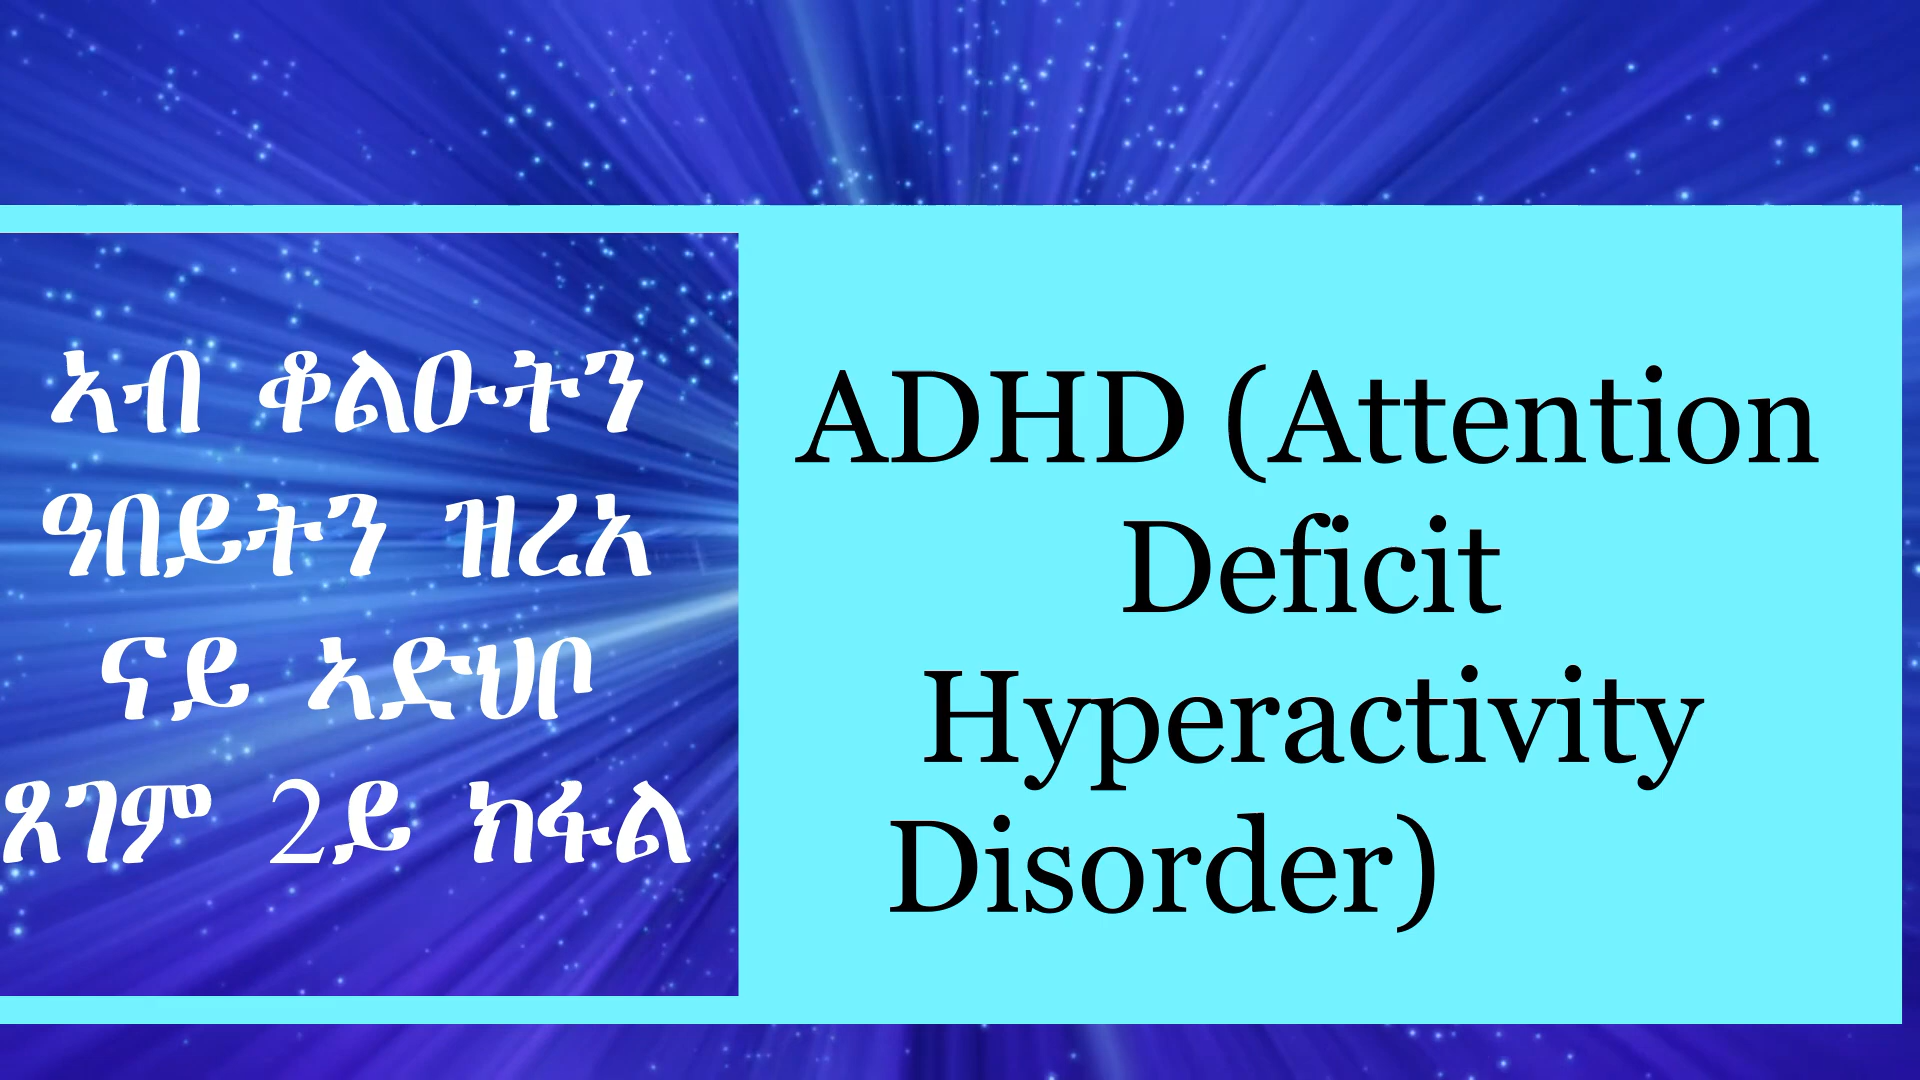 ኣብ ቆልዑትን
ዓበይትን ዝረአ
ናይ ኣድህቦ
ጸገም 2ይ ክፋል
ADHD (Attention
Deficit
Hyperactivity
Disorder)